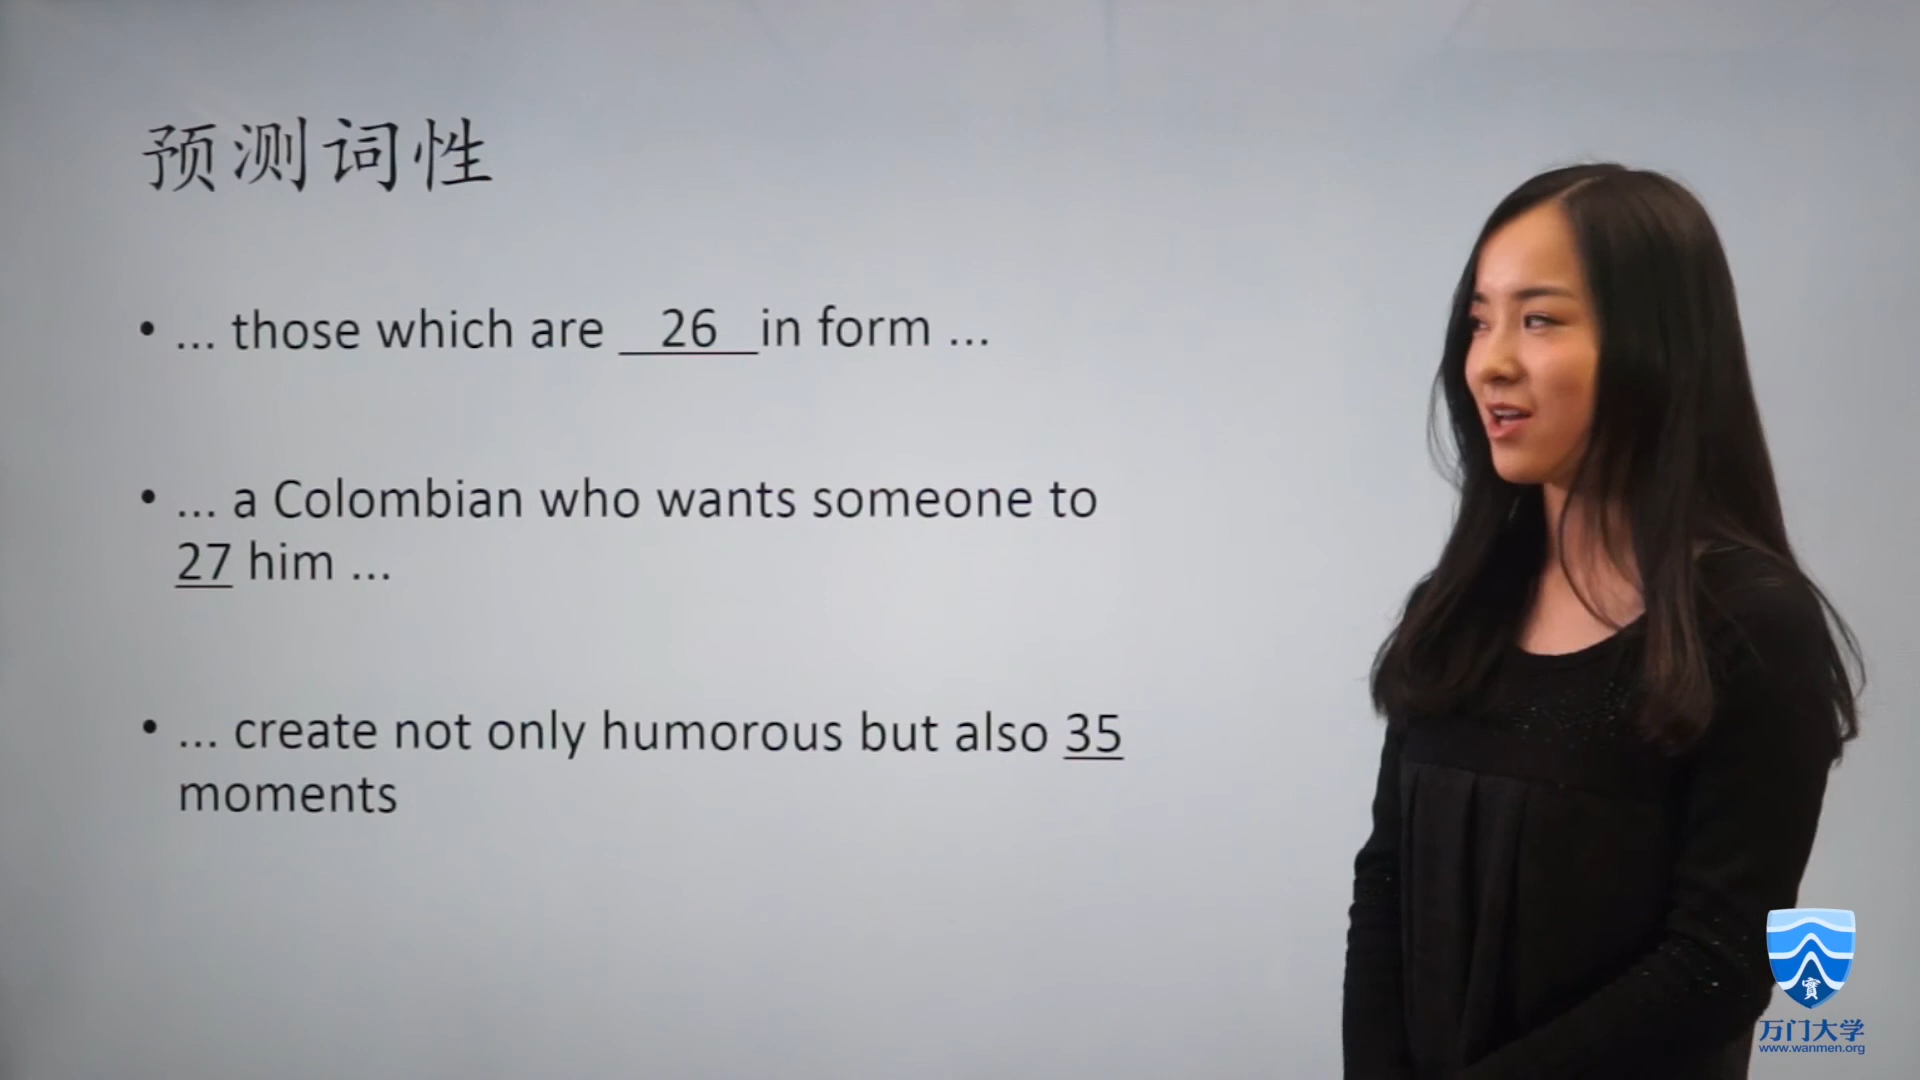 预测词性
• ... those which are 26 in form ...
• ... a Colombian who wants someone to
27 him ...
• ... create not only humorous but also 35
moments
寳
万门大学
www.wanmen.org